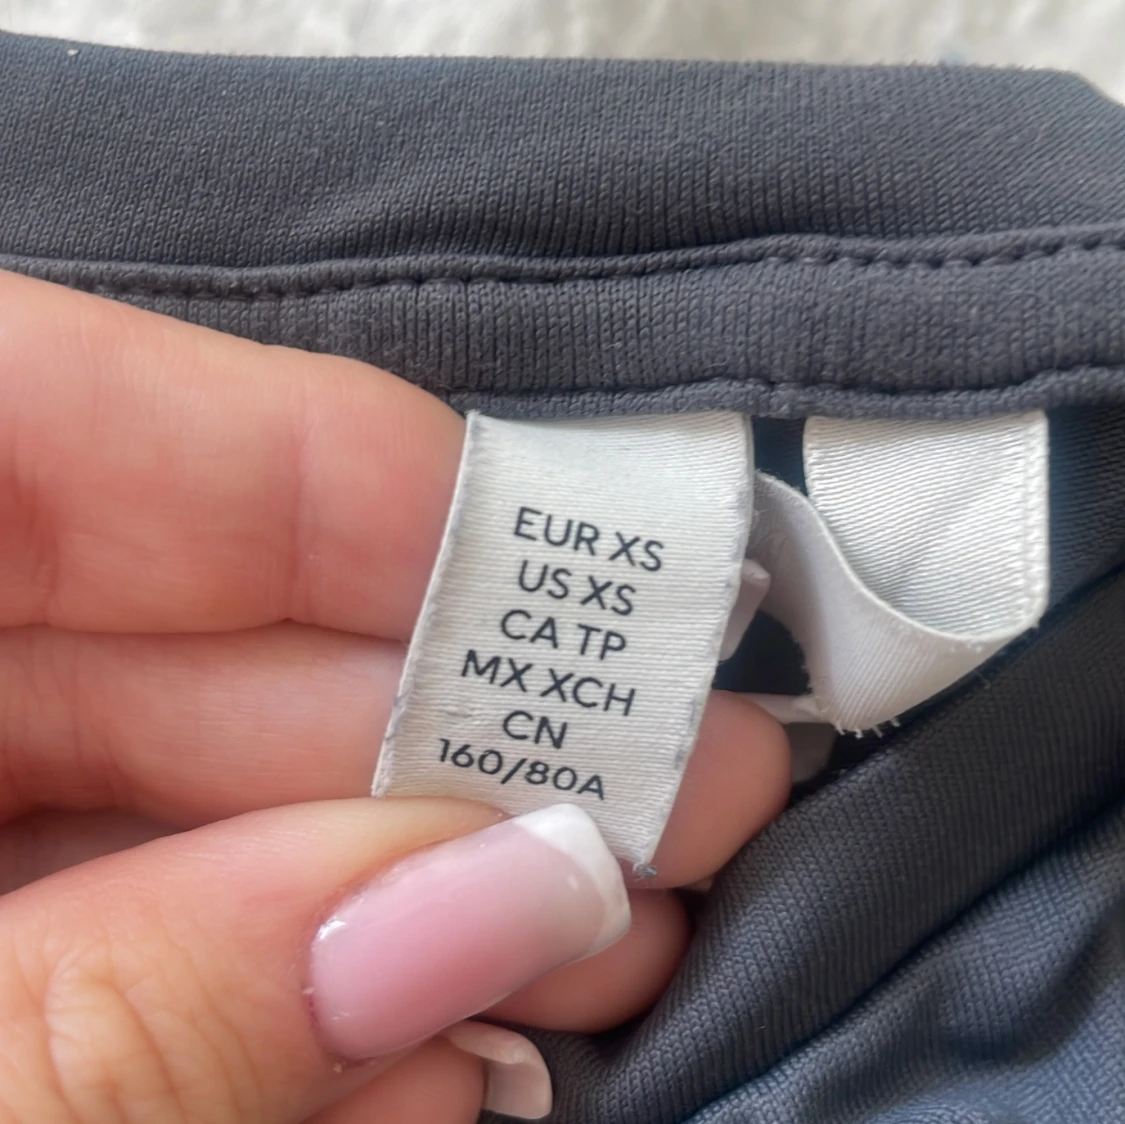 EUR XS
US XS
CA TP
MX XCH
CN
160/80A